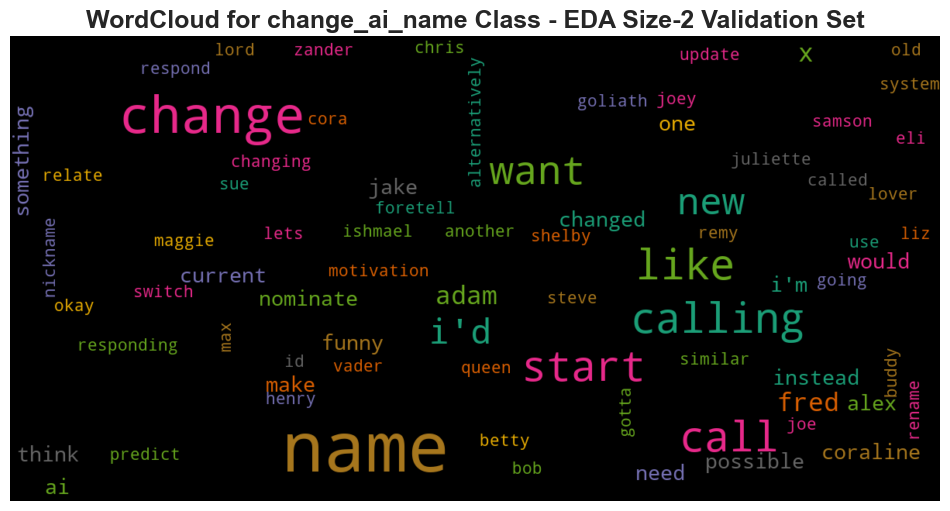 WordCloud for change_ai_name Class - EDA Size-2 Validation Set
lord
zander
chris
update
x
old
respond
alternatively
system
something
change
cora
goliath
joey
one
samson
eli
changing
want
juliette
relate
sue
jake
called
lover
foretell
new
nickname
maggie
lets
ishmael
another
changed
shelby
remy
use
liz
current
motivation
like
would
switch
nominate
adam
steve
i'm
going
okay
max
funny
i'd
calling
responding
id
vader
queen
start
similar
buddy
make
henry
instead
rename
gotta
fred
alex
joe
think
predict
name
betty
call
coraline
bob
need
possible
ai